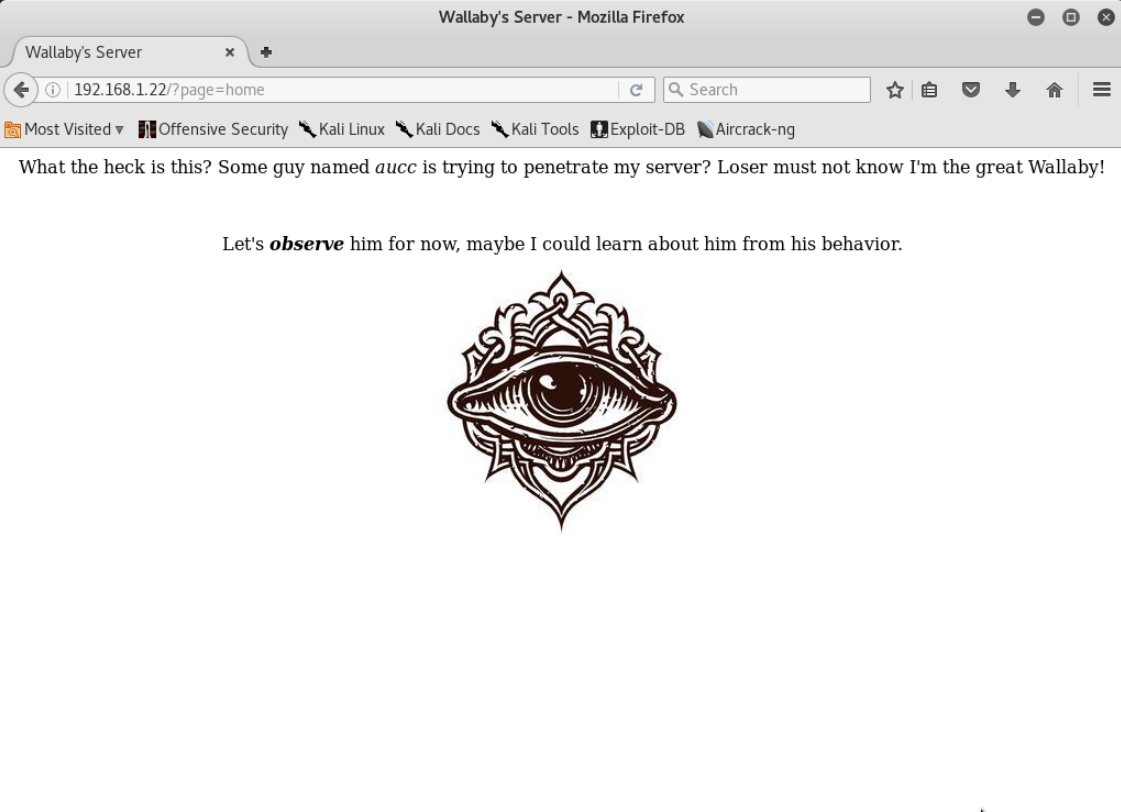 Wallaby's Server - Mozilla Firefox
Wallaby's Server
192.168.1.22/?page=home
Search
Most Visited Offensive Security Kali Linux Kali Docs Kali Tools Exploit-DB Aircrack-ng
What the heck is this? Some guy named aucc is trying to penetrate my server? Loser must not know I'm the great Wallaby!
Let's observe him for now, maybe I could learn about him from his behavior.